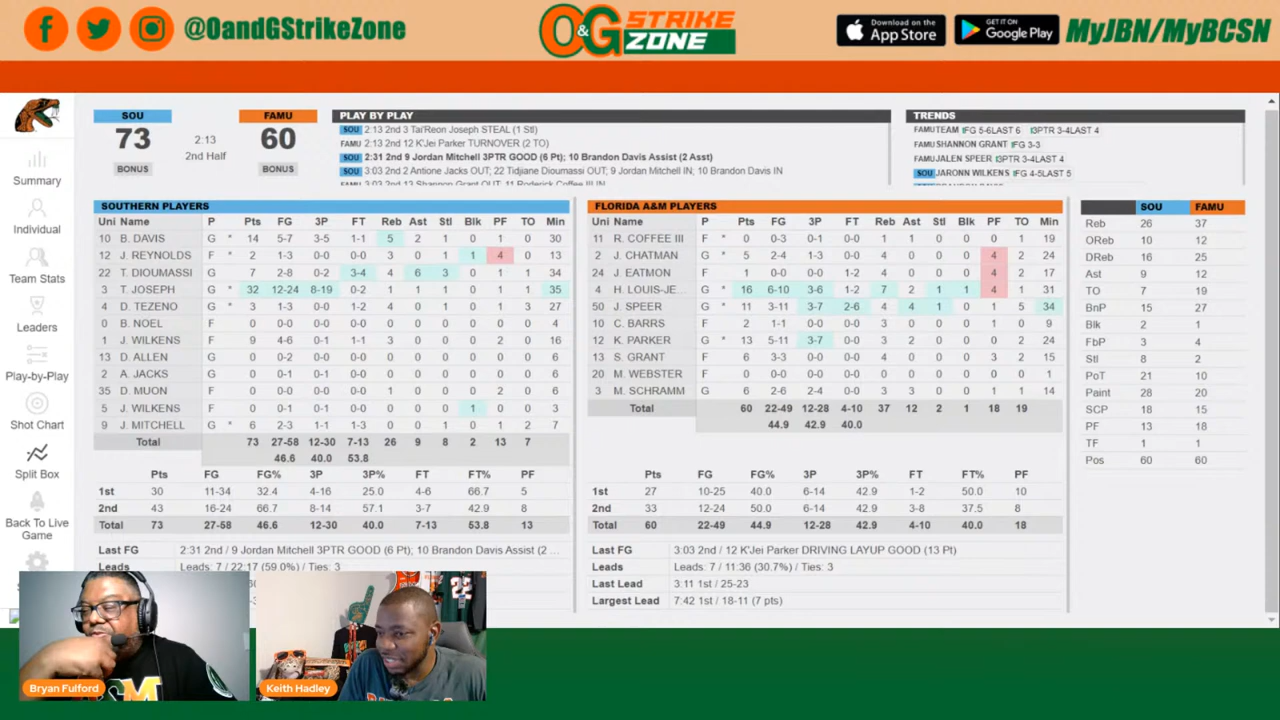 @OandGStrikeZone
O&G STRIKE ZONE
Download on the App Store
GET IT ON Google Play
MyJBN/MyBCSN
SOU 73 BONUS
2:13 2nd Half
FAMU 60 BONUS
PLAY BY PLAY
SOU 2:13 2nd 3 Tai'Reon Joseph STEAL (1 Stl)
FAMU 2:13 2nd 12 K'Jei Parker TURNOVER (2 TO)
SOU 2:31 2nd 9 Jordan Mitchell 3PTR GOOD (6 Pt); 10 Brandon Davis Assist (2 Asst)
SOU 3:03 2nd 2 Antione Jacks OUT; 22 Tidjiane Dioumassi OUT; 9 Jordan Mitchell IN; 10 Brandon Davis IN
FAMU 3:03 2nd 13 Shannon Grant OUT; 11 Roderick Coffee III IN
TRENDS
FAMU TEAM FG 5-6 LAST 6 3PTR 3-4 LAST 4
FAMU SHANNON GRANT FG 3-3
FAMU JALEN SPEER 3PTR 3-4 LAST 4
SOU JARONN WILKENS FG 4-5 LAST 5
Summary
Individual
Team Stats
Leaders
Play-by-Play
Shot Chart
Split Box
Back To Live Game
SOUTHERN PLAYERS
Uni Name P Pts FG 3P FT Reb Ast Stl Blk PF TO Min
10 B. DAVIS G * 14 5-7 3-5 1-1 5 2 1 0 1 0 30
12 J. REYNOLDS F * 2 1-3 0-0 0-0 3 0 1 1 4 0 13
22 T. DIOUMASSI G * 7 2-8 0-2 3-4 4 6 3 0 1 1 34
3 T. JOSEPH G * 32 12-24 8-19 0-2 1 1 1 0 1 1 35
4 D. TEZENO G * 3 1-3 0-0 1-2 4 0 1 0 1 3 27
0 B. NOEL F 0 0-0 0-0 0-0 0 0 0 0 0 0 4
1 J. WILKENS F 9 4-6 0-1 1-1 3 0 0 0 2 0 16
13 D. ALLEN G 0 0-2 0-0 0-0 0 0 0 0 0 0 6
2 A. JACKS G 0 0-1 0-1 0-0 0 0 0 0 0 0 6
35 D. MUON F 0 0-0 0-0 0-0 1 0 0 0 2 0 6
5 J. WILKENS F 0 0-1 0-1 0-0 0 0 0 1 0 0 3
9 J. MITCHELL G * 6 2-3 1-1 1-3 0 0 1 0 1 2 7
Total 73 27-58 12-30 7-13 26 9 8 2 13 7
46.6 40.0 53.8
Pts FG FG% 3P 3P% FT FT% PF
1st 30 11-34 32.4 4-16 25.0 4-6 66.7 5
2nd 43 16-24 66.7 8-14 57.1 3-7 42.9 8
Total 73 27-58 46.6 12-30 40.0 7-13 53.8 13
Last FG 2:31 2nd / 9 Jordan Mitchell 3PTR GOOD (6 Pt); 10 Brandon Davis Assist (2 ...
Leads Leads: 7 / 22:17 (59.0%) / Ties: 3
FLORIDA A&M PLAYERS
Uni Name P Pts FG 3P FT Reb Ast Stl Blk PF TO Min
11 R. COFFEE III F * 0 0-3 0-1 0-0 1 0 0 0 0 1 19
2 J. CHATMAN G * 5 2-4 1-3 0-0 3 1 0 0 4 2 24
24 J. EATMON F 1 0-0 0-0 1-2 4 0 0 0 4 2 17
4 H. LOUIS-JE... F * 16 6-10 3-6 1-2 7 2 1 1 4 1 31
50 J. SPEER G * 11 3-11 3-7 2-6 4 4 1 0 1 5 34
10 C. BARRS F 2 1-1 0-0 0-0 3 0 0 0 1 0 9
12 K. PARKER G * 13 5-11 3-7 0-0 3 2 0 0 2 2 24
13 S. GRANT F 6 3-3 0-0 0-0 4 0 0 0 3 2 15
20 M. WEBSTER F 0 0-0 0-0 0-0 0 0 0 0 0 0 1
3 M. SCHRAMM G 6 2-6 2-4 0-0 3 3 0 0 1 1 14
Total 60 22-49 12-28 4-10 37 12 2 1 18 19
44.9 42.9 40.0
Pts FG FG% 3P 3P% FT FT% PF
1st 27 10-25 40.0 6-14 42.9 1-2 50.0 10
2nd 33 12-24 50.0 6-14 42.9 3-8 37.5 8
Total 60 22-49 44.9 12-28 42.9 4-10 40.0 18
Last FG 3:03 2nd / 12 K'Jei Parker DRIVING LAYUP GOOD (13 Pt)
Leads Leads: 7 / 11:36 (30.7%) / Ties: 3
Last Lead 3:11 1st / 25-23
Largest Lead 7:42 1st / 18-11 (7 pts)
SOU FAMU
Reb 26 37
OReb 10 12
DReb 16 25
Ast 9 12
TO 7 19
BnP 15 27
Blk 2 1
FbP 3 4
Stl 8 2
PoT 21 10
Paint 28 20
SCP 18 15
PF 13 18
TF 1 1
Pos 60 60
Bryan Fulford
Keith Hadley